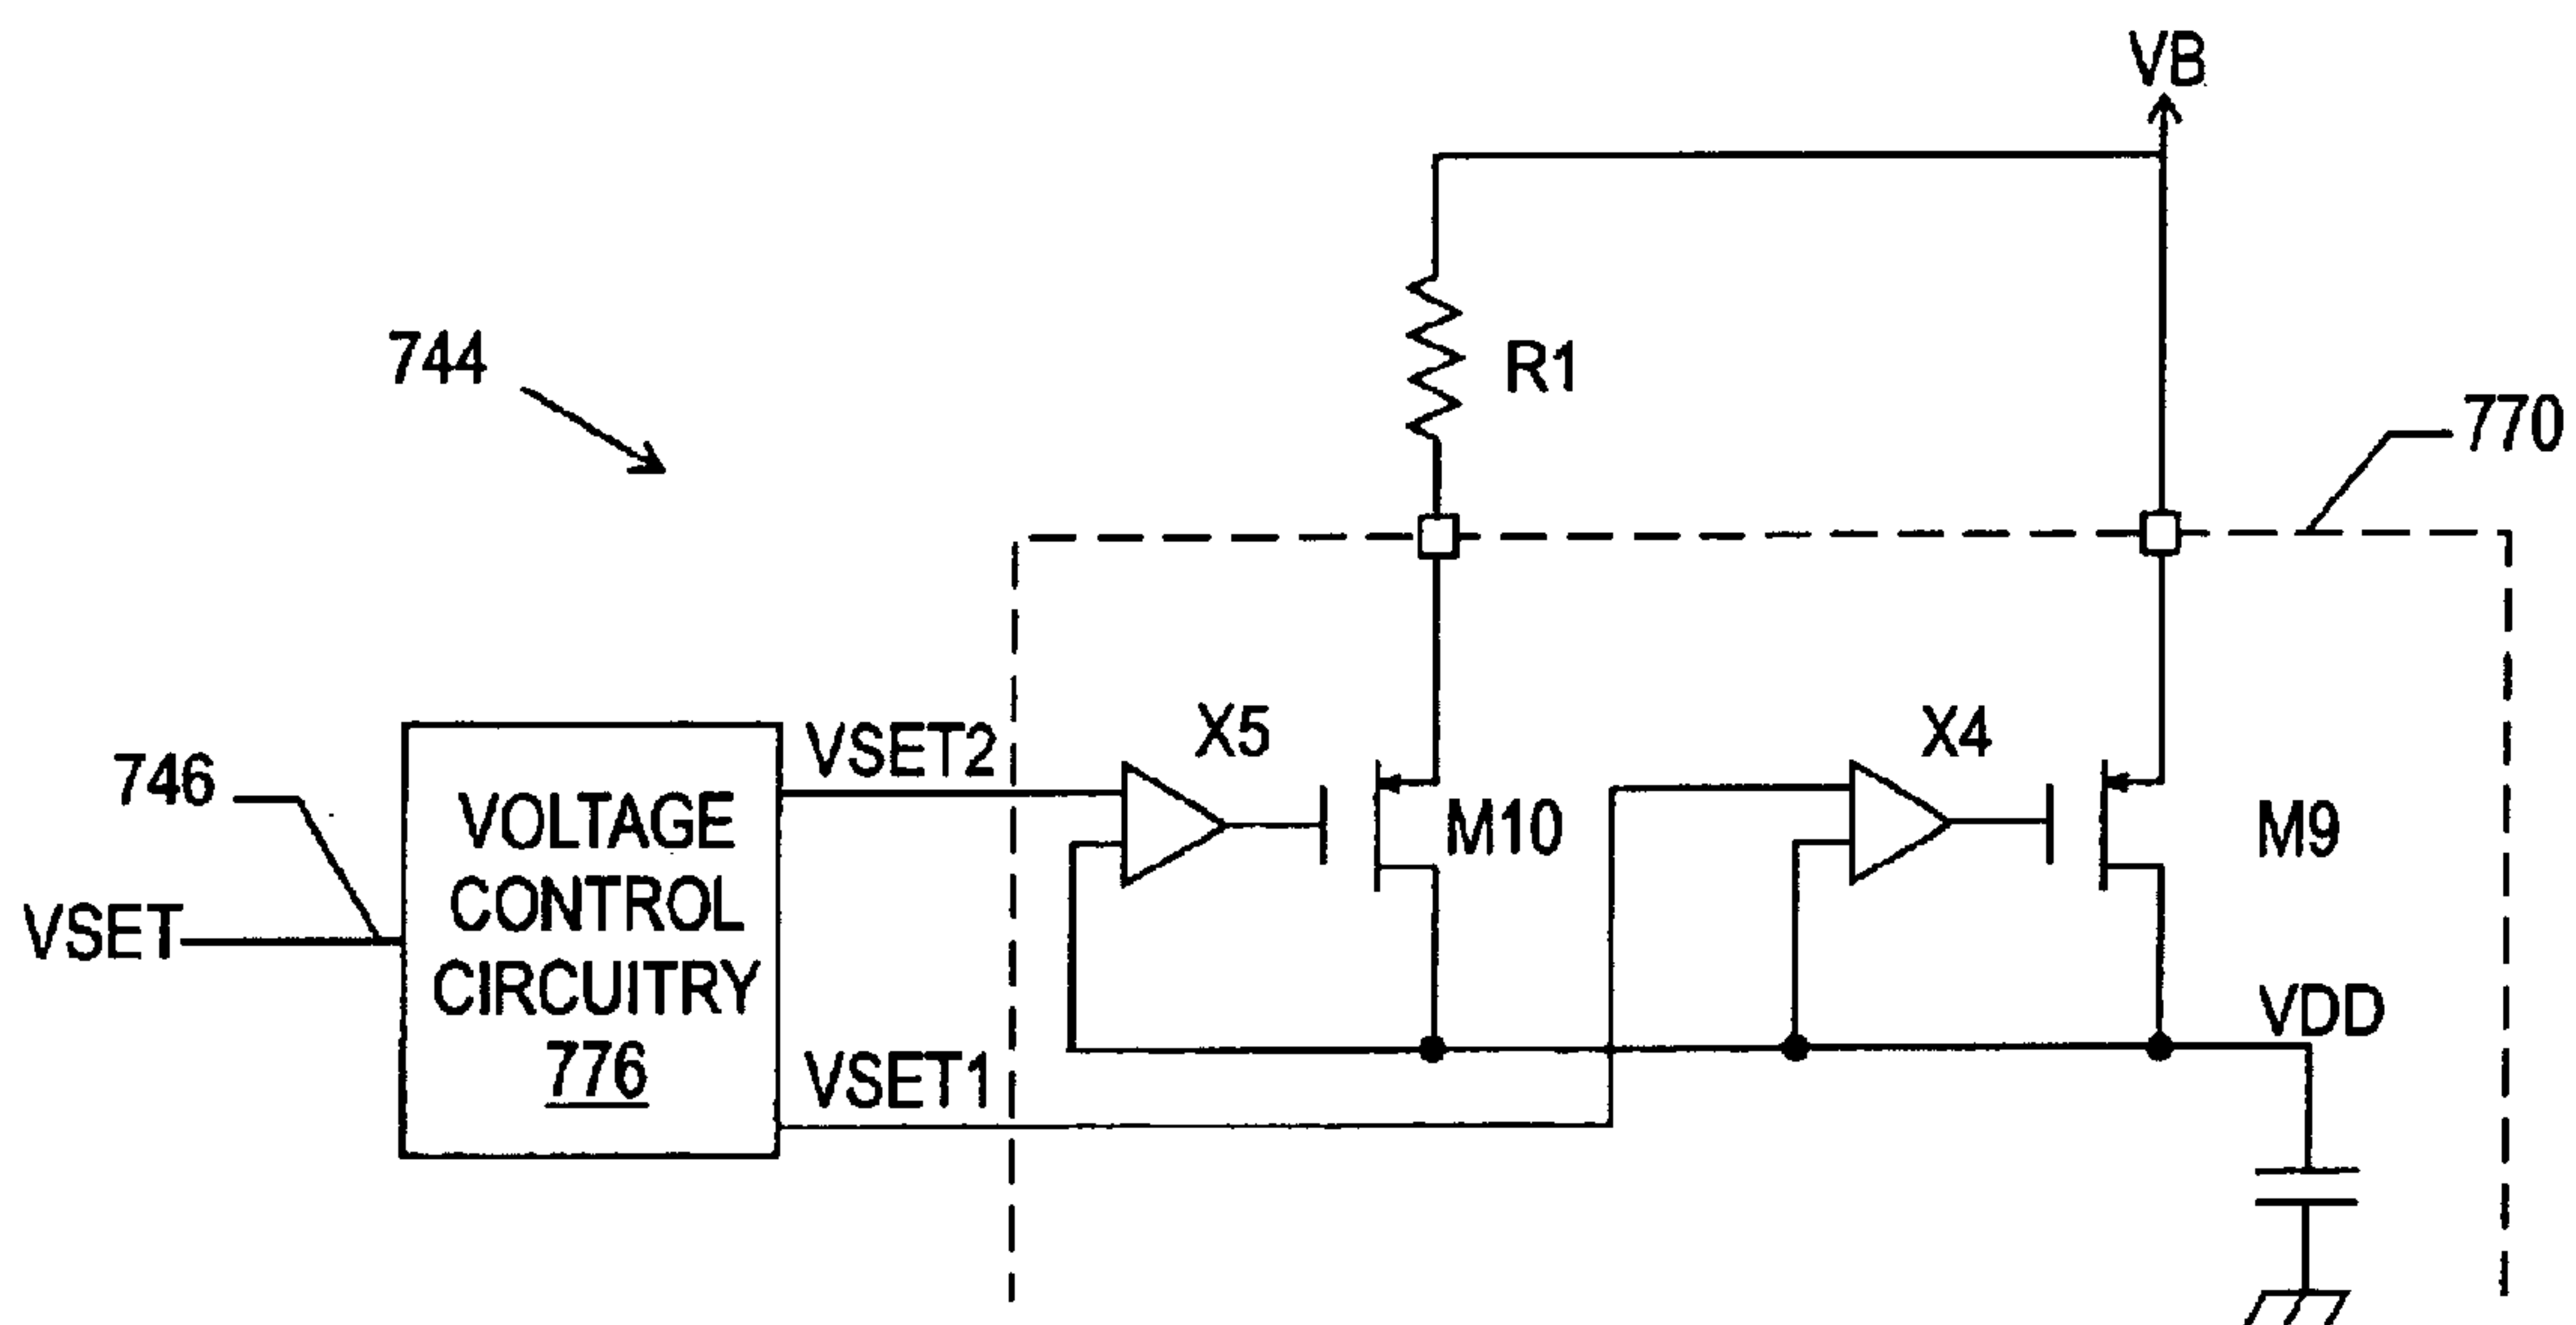 VB
744
R1
770
746
VSET2
X5
X4
VOLTAGE
CONTROL
CIRCUITRY
776
M10
M9
VSET
VDD
VSET1